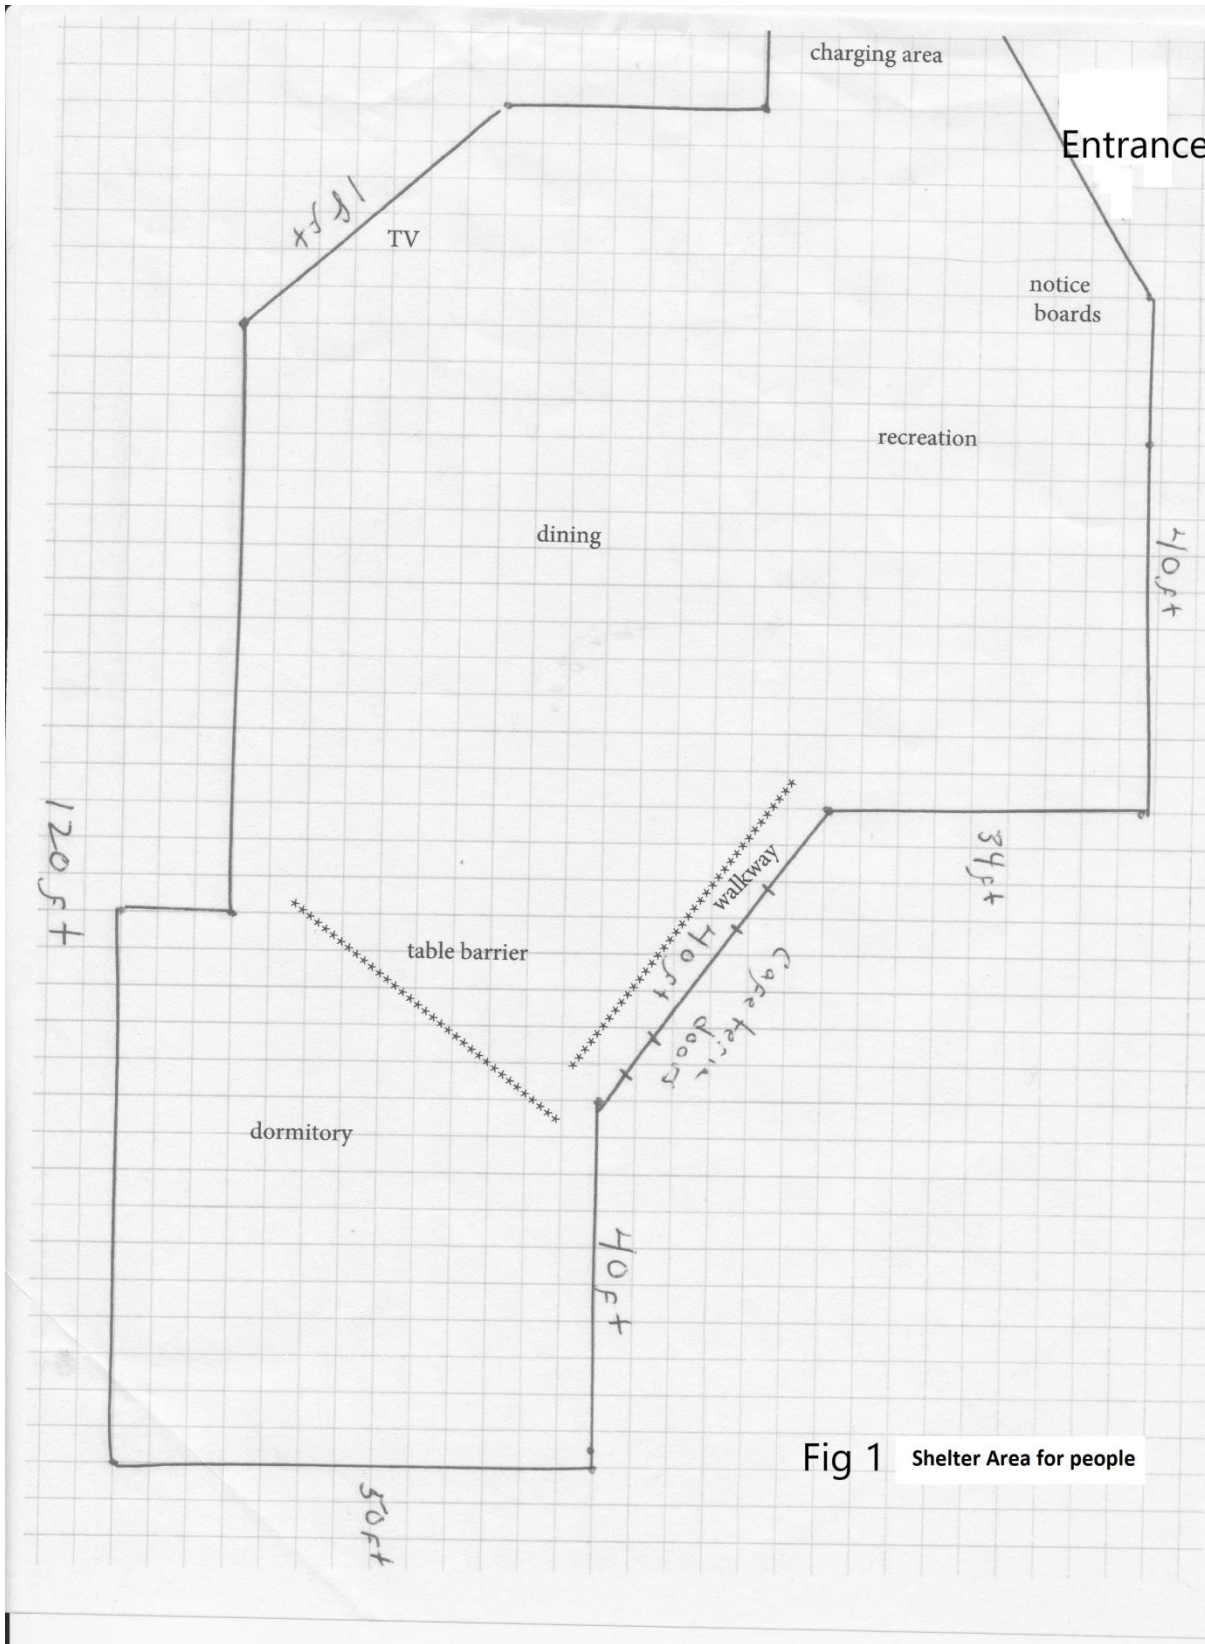 charging area
Entrance
18 ft
TV
notice
boards
recreation
dining
40 ft
120 ft
34 ft
walkway
40 ft
Cafeteria
doors
table barrier
dormitory
40 ft
Fig 1 Shelter Area for people
50 ft